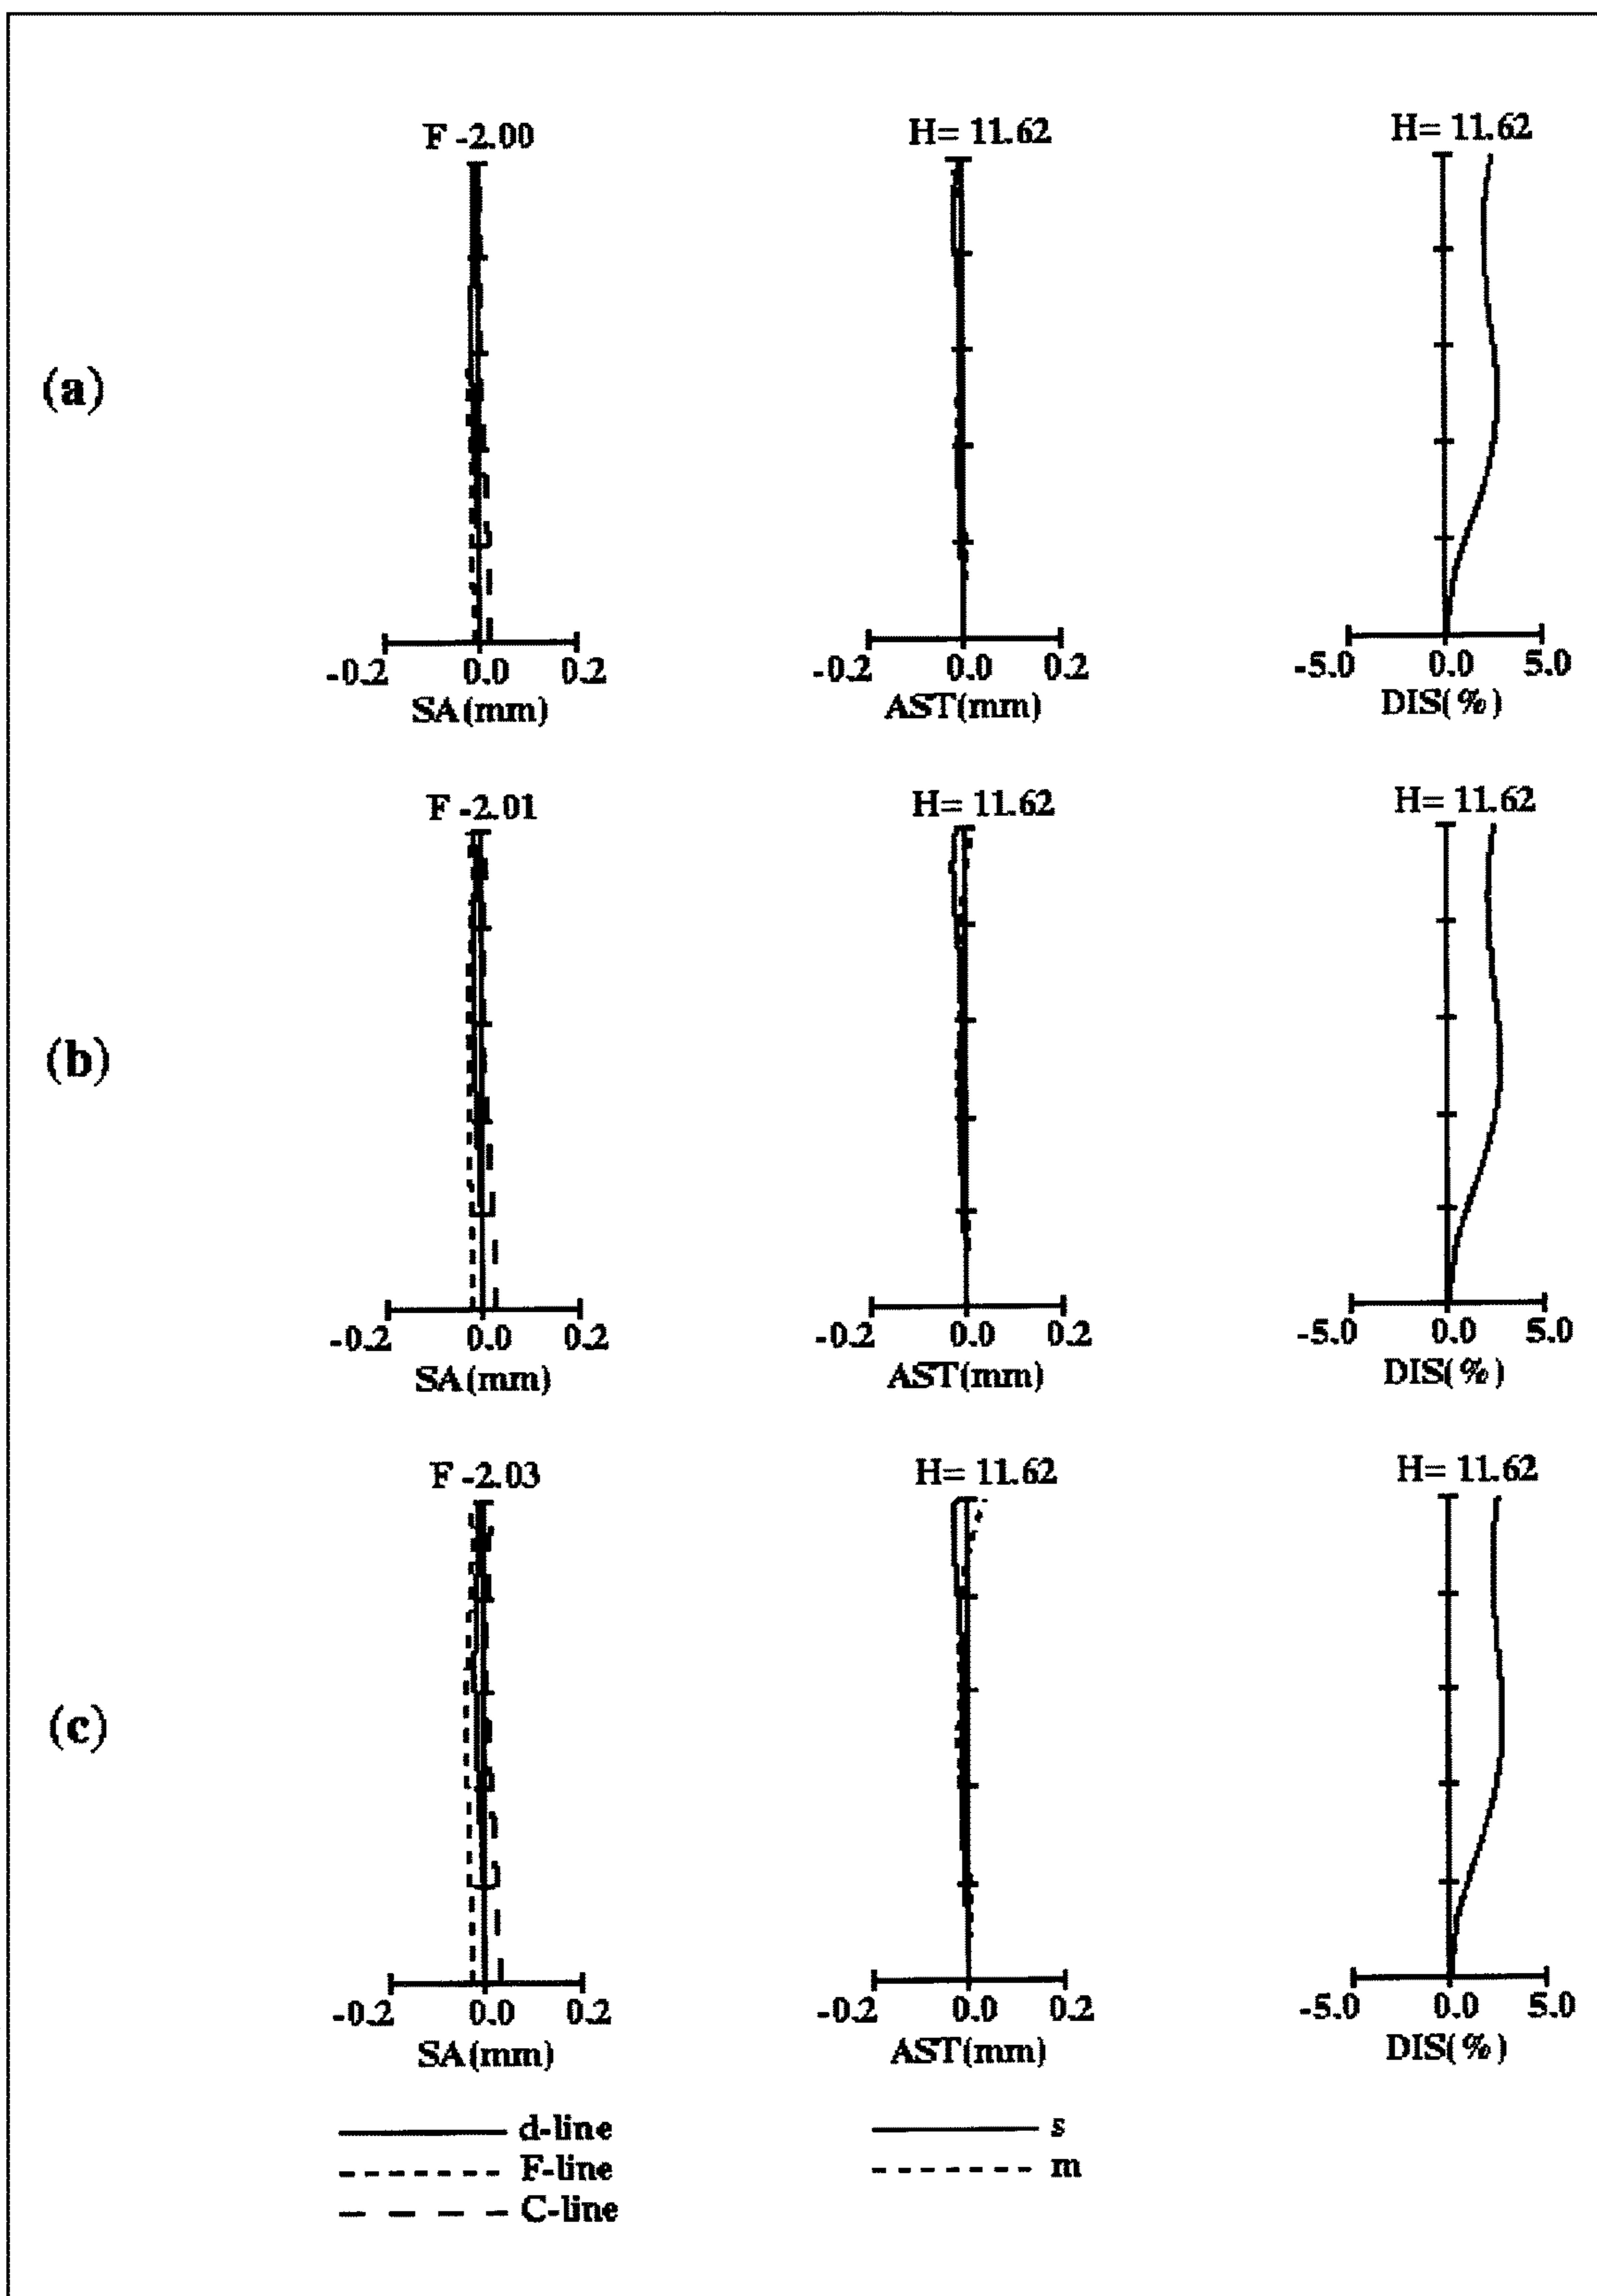 F -2.00
H= 11.62
H= 11.62
(a)
-0.2 0.0 0.2
SA(mm)
-0.2 0.0 0.2
AST(mm)
-5.0 0.0 5.0
DIS(%)
F -2.01
H= 11.62
H= 11.62
(b)
-0.2 0.0 0.2
SA(mm)
-0.2 0.0 0.2
AST(mm)
-5.0 0.0 5.0
DIS(%)
F -2.03
H= 11.62
H= 11.62
(c)
-0.2 0.0 0.2
SA(mm)
-0.2 0.0 0.2
AST(mm)
-5.0 0.0 5.0
DIS(%)
d-line
F-line
C-line
s
m